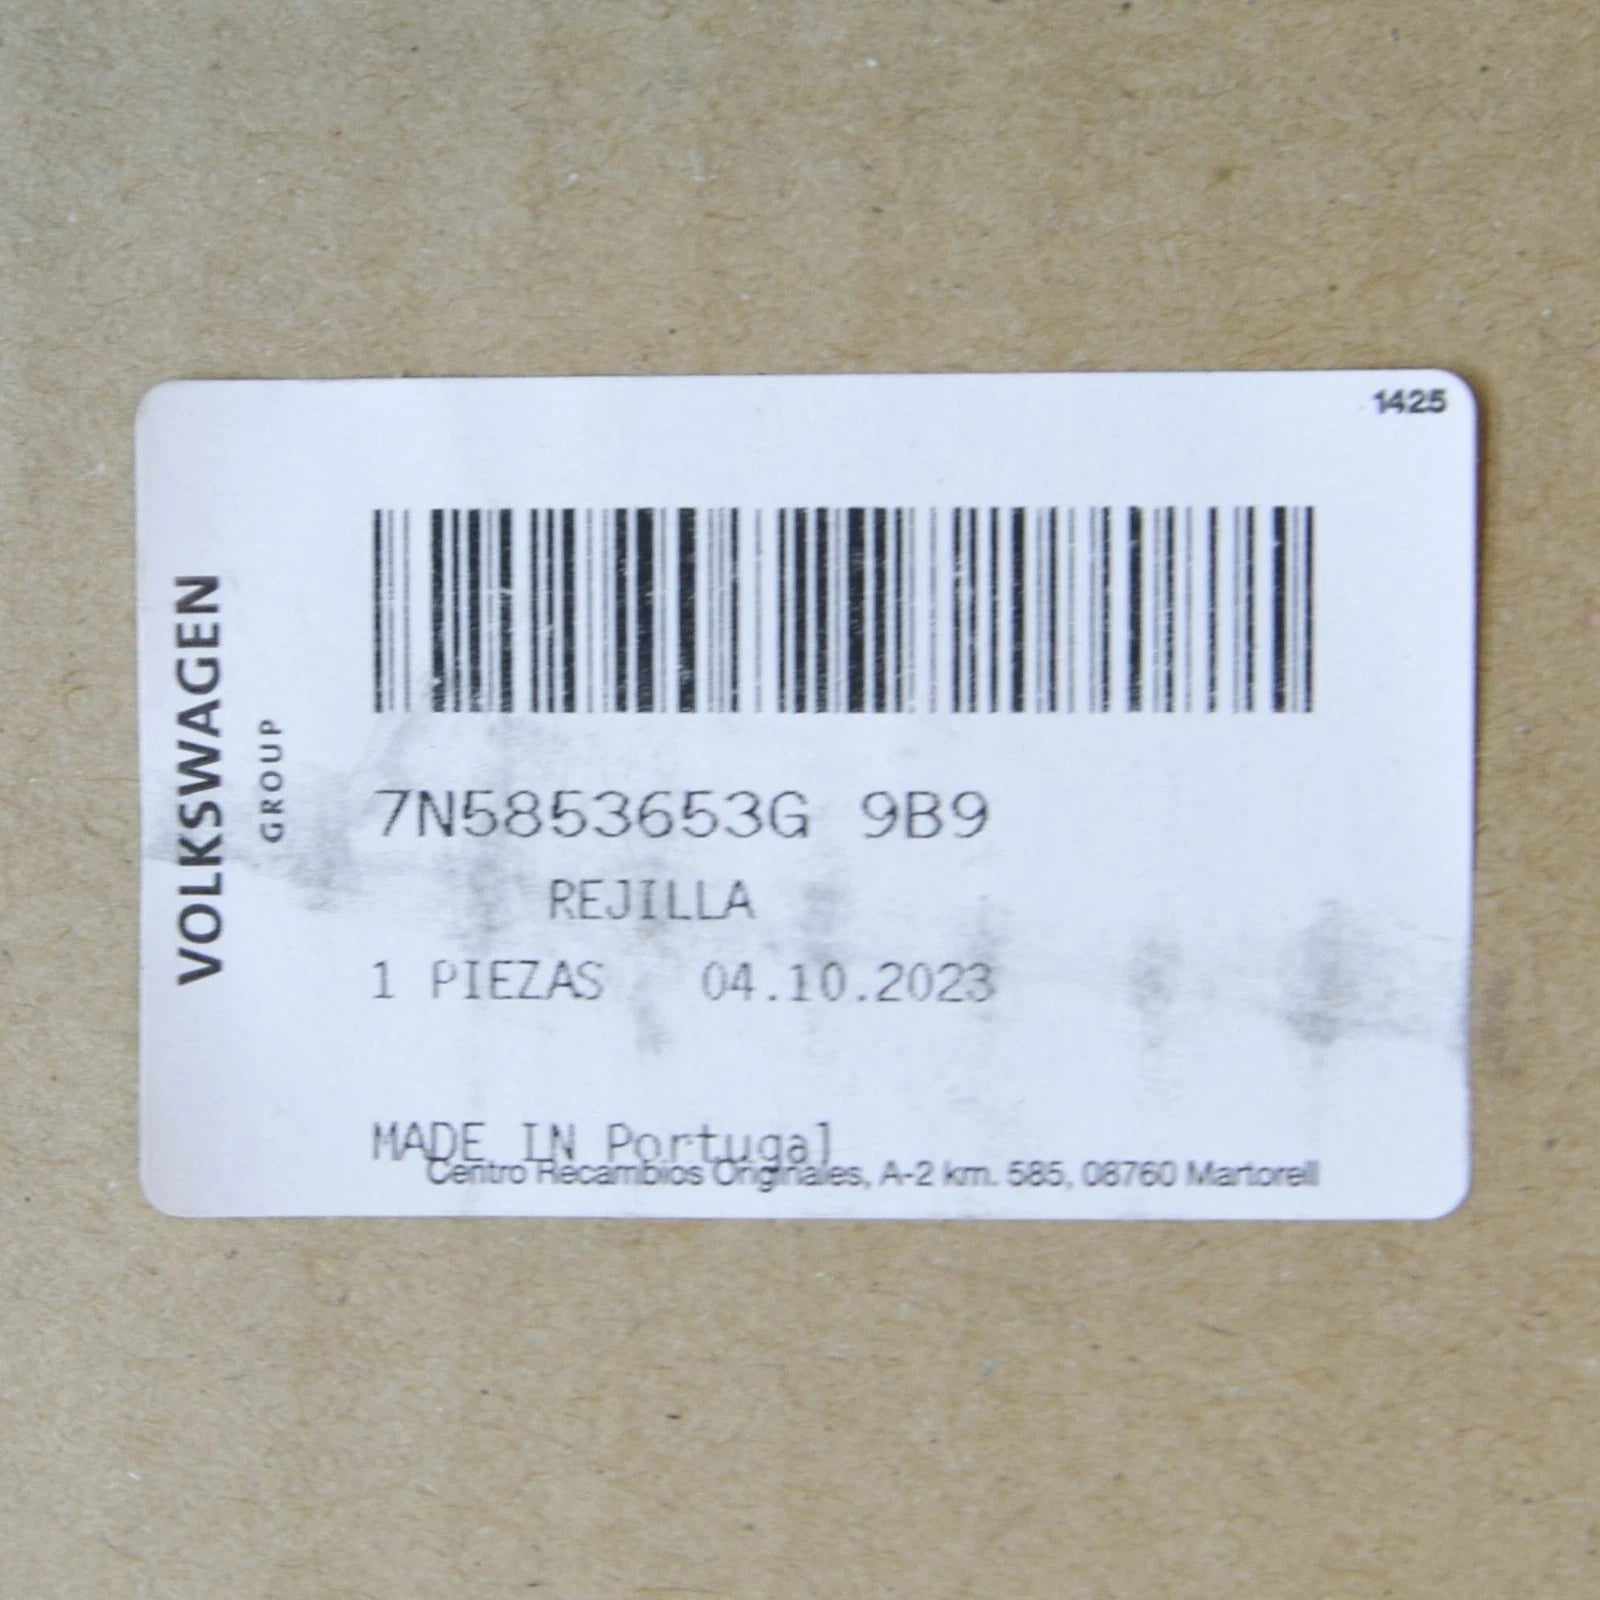 1425
VOLKSWAGEN
GROUP
7N5853653G 9B9
REJILLA
1 PIEZAS 04.10.2023
MADE IN Portugal
Centro Recambios Originales, A-2 km. 585, 08760 Martorell